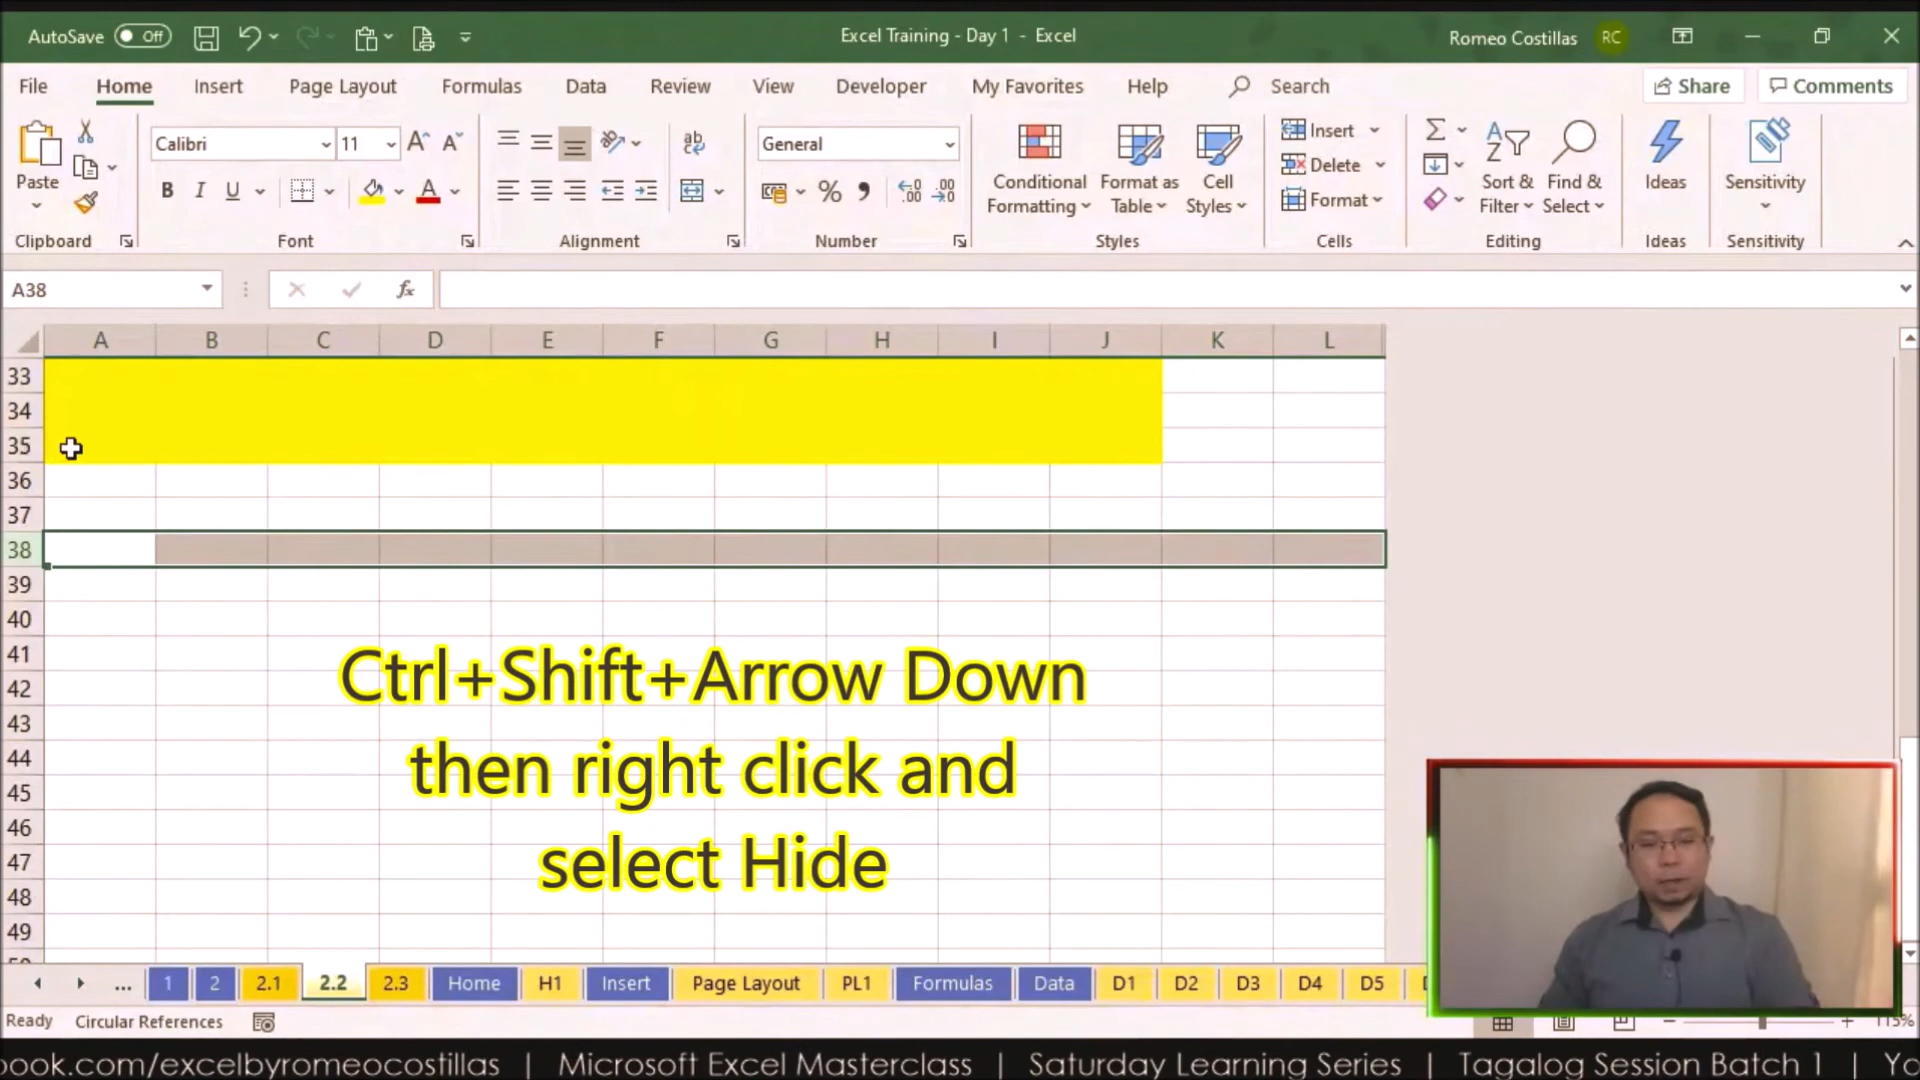 AutoSave Off
Excel Training - Day 1 - Excel
Romeo Costillas RC
File Home Insert Page Layout Formulas Data Review View Developer My Favorites Help Search Share Comments
Paste
Clipboard
Calibri 11
B I U
Font
ab
Alignment
General
% 
Number
Conditional Formatting
Format as Table
Cell Styles
Styles
Insert
Delete
Format
Cells
Sort & Filter
Find & Select
Editing
Ideas
Ideas
Sensitivity
Sensitivity
A38
fx
A B C D E F G H I J K L
33
34
35
36
37
38
39
40
41
42
43
44
45
46
47
48
49
Ctrl+Shift+Arrow Down
then right click and
select Hide
... 1 2 2.1 2.2 2.3 Home H1 Insert Page Layout PL1 Formulas Data D1 D2 D3 D4 D5
Ready Circular References
115%
book.com/excelbyromeocostillas | Microsoft Excel Masterclass | Saturday Learning Series | Tagalog Session Batch 1 | Yo